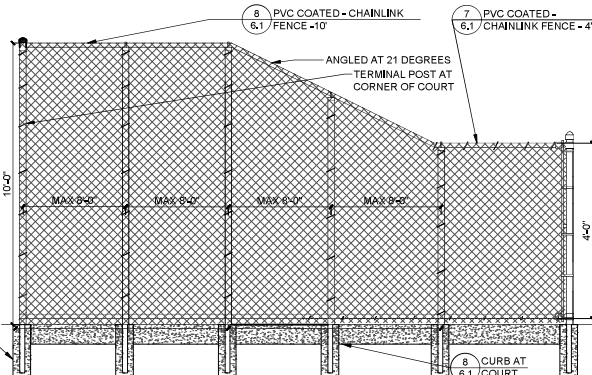 8
6.1
PVC COATED - CHAINLINK
FENCE -10'
7
6.1
PVC COATED -
CHAINLINK FENCE - 4'
ANGLED AT 21 DEGREES
TERMINAL POST AT
CORNER OF COURT
10'-0"
MAX 8'-0"
MAX 8'-0"
MAX 8'-0"
MAX 8'-0"
4'-0"
8
6.1
CURB AT
COURT